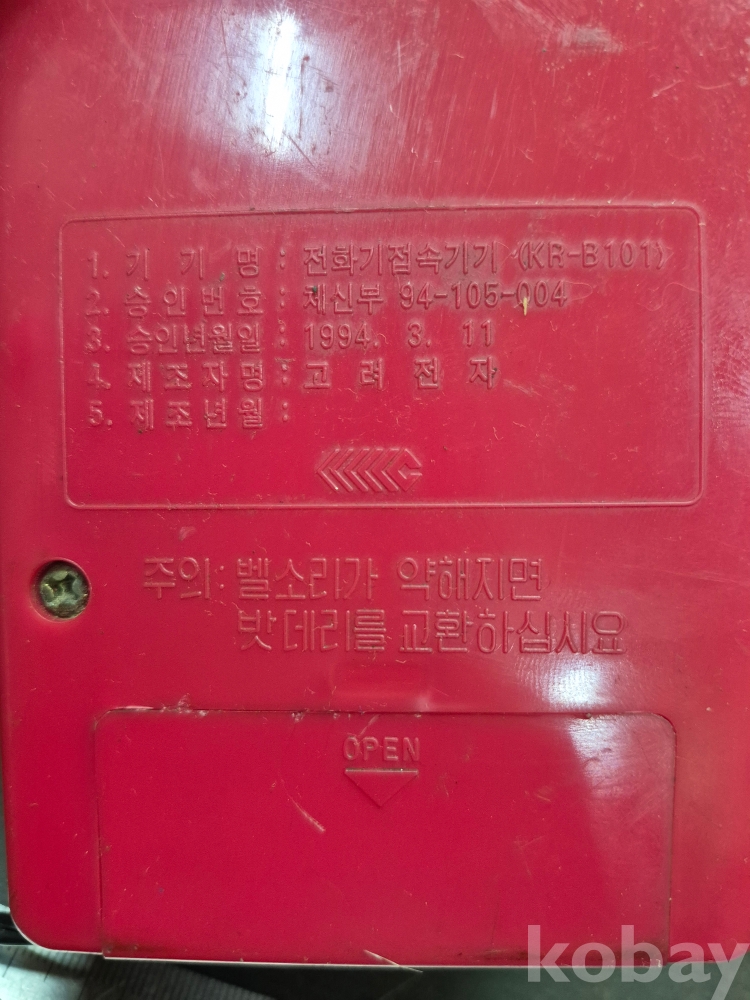 1. 기 기 명 : 전화기접속기기 (KR-B101)
2. 승인번호 : 체신부 94-105-004
3. 승인년월일 : 1994. 3. 11
4. 제조자명 : 고 려 전 자
5. 제조년월 :
주의: 벨소리가 약해지면
밧데리를 교환하십시요
OPEN
kobay